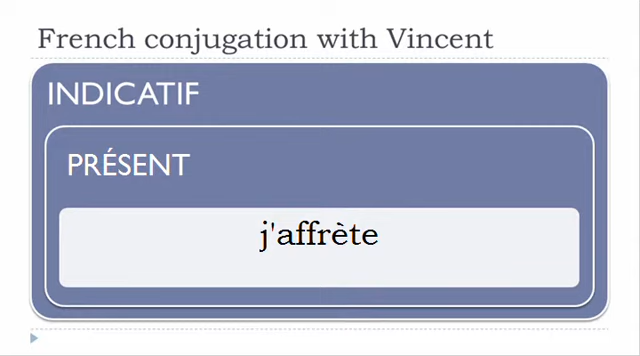 French conjugation with Vincent
INDICATIF
PRÉSENT
j'affrète